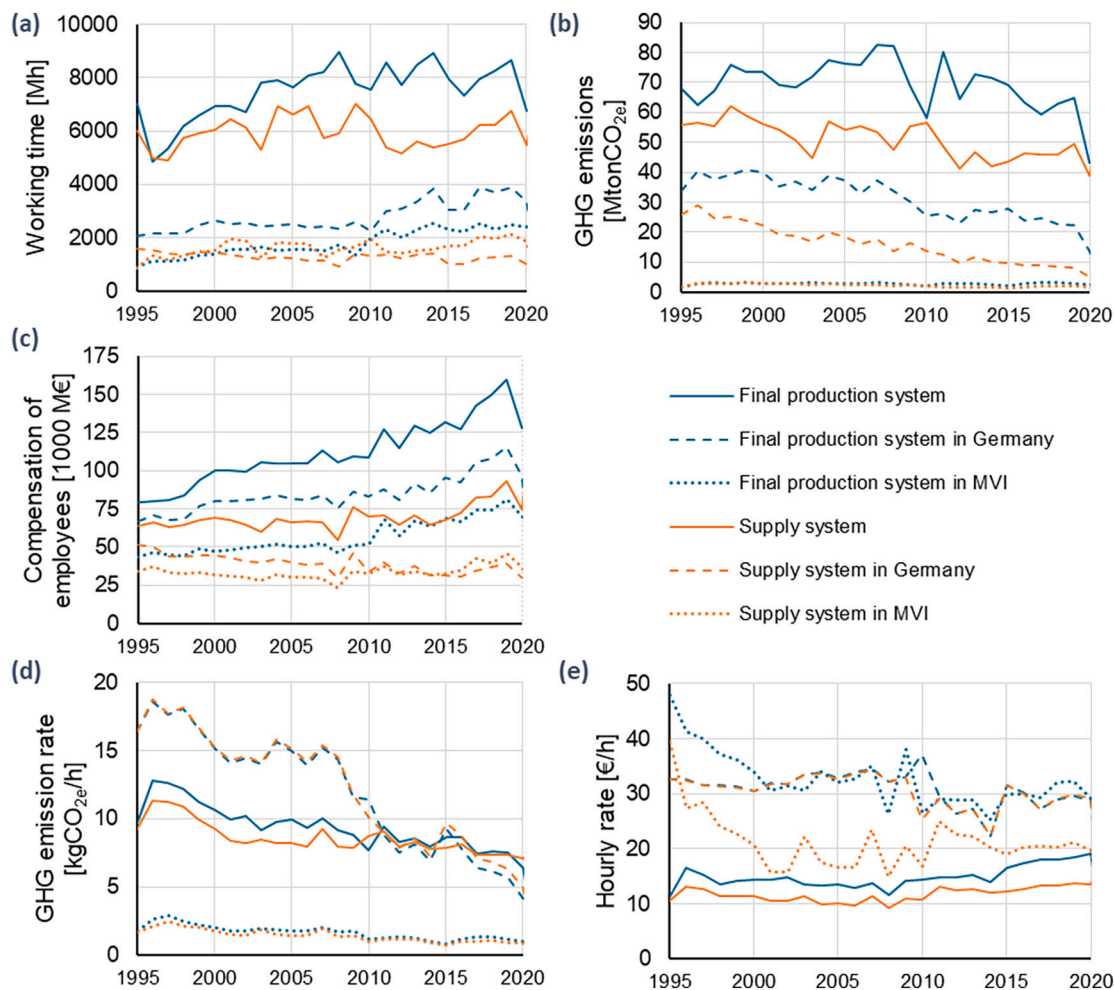 (a)
Working time [Mh]
10000
8000
6000
4000
2000
0
1995 2000 2005 2010 2015 2020
(b)
GHG emissions
[MtonCO2e]
90
80
70
60
50
40
30
20
10
0
1995 2000 2005 2010 2015 2020
(c)
Compensation of
employees [1000 M€]
175
150
125
100
75
50
25
0
1995 2000 2005 2010 2015 2020
Final production system
Final production system in Germany
Final production system in MVI
Supply system
Supply system in Germany
Supply system in MVI
(d)
GHG emission rate
[kgCO2e/h]
20
15
10
5
0
1995 2000 2005 2010 2015 2020
(e)
Hourly rate [€/h]
50
40
30
20
10
0
1995 2000 2005 2010 2015 2020